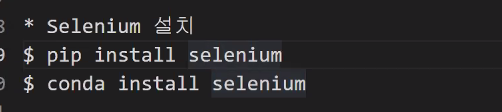 * Selenium 설치
$ pip install selenium
$ conda install selenium